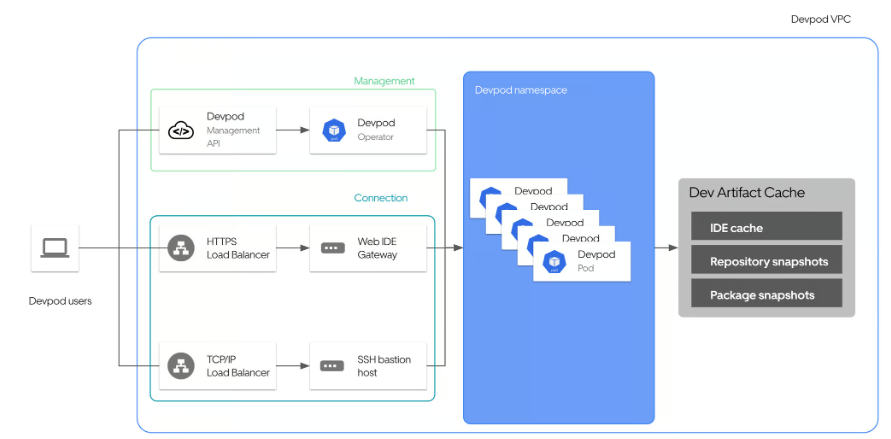 Devpod VPC
Management
Devpod
Management
API
Devpod
Operator
Connection
HTTPS
Load Balancer
Web IDE
Gateway
TCP/IP
Load Balancer
SSH bastion
host
Devpod users
Devpod namespace
Devpod
Devpod
Devpod
Devpod
Devpod
Pod
Dev Artifact Cache
IDE cache
Repository snapshots
Package snapshots